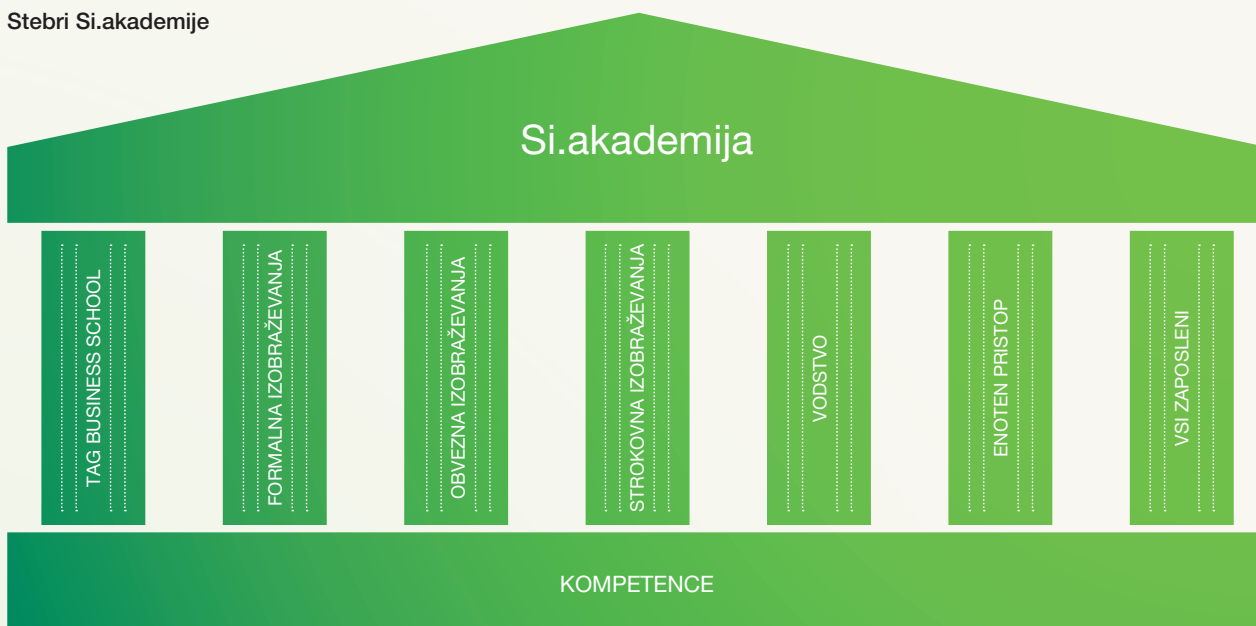 Stebri Si.akademije
Si.akademija
TAG BUSINESS SCHOOL
FORMALNA IZOBRAŽEVANJA
OBVEZNA IZOBRAŽEVANJA
STROKOVNA IZOBRAŽEVANJA
VODSTVO
ENOTEN PRISTOP
VSI ZAPOSLENI
KOMPETENCE